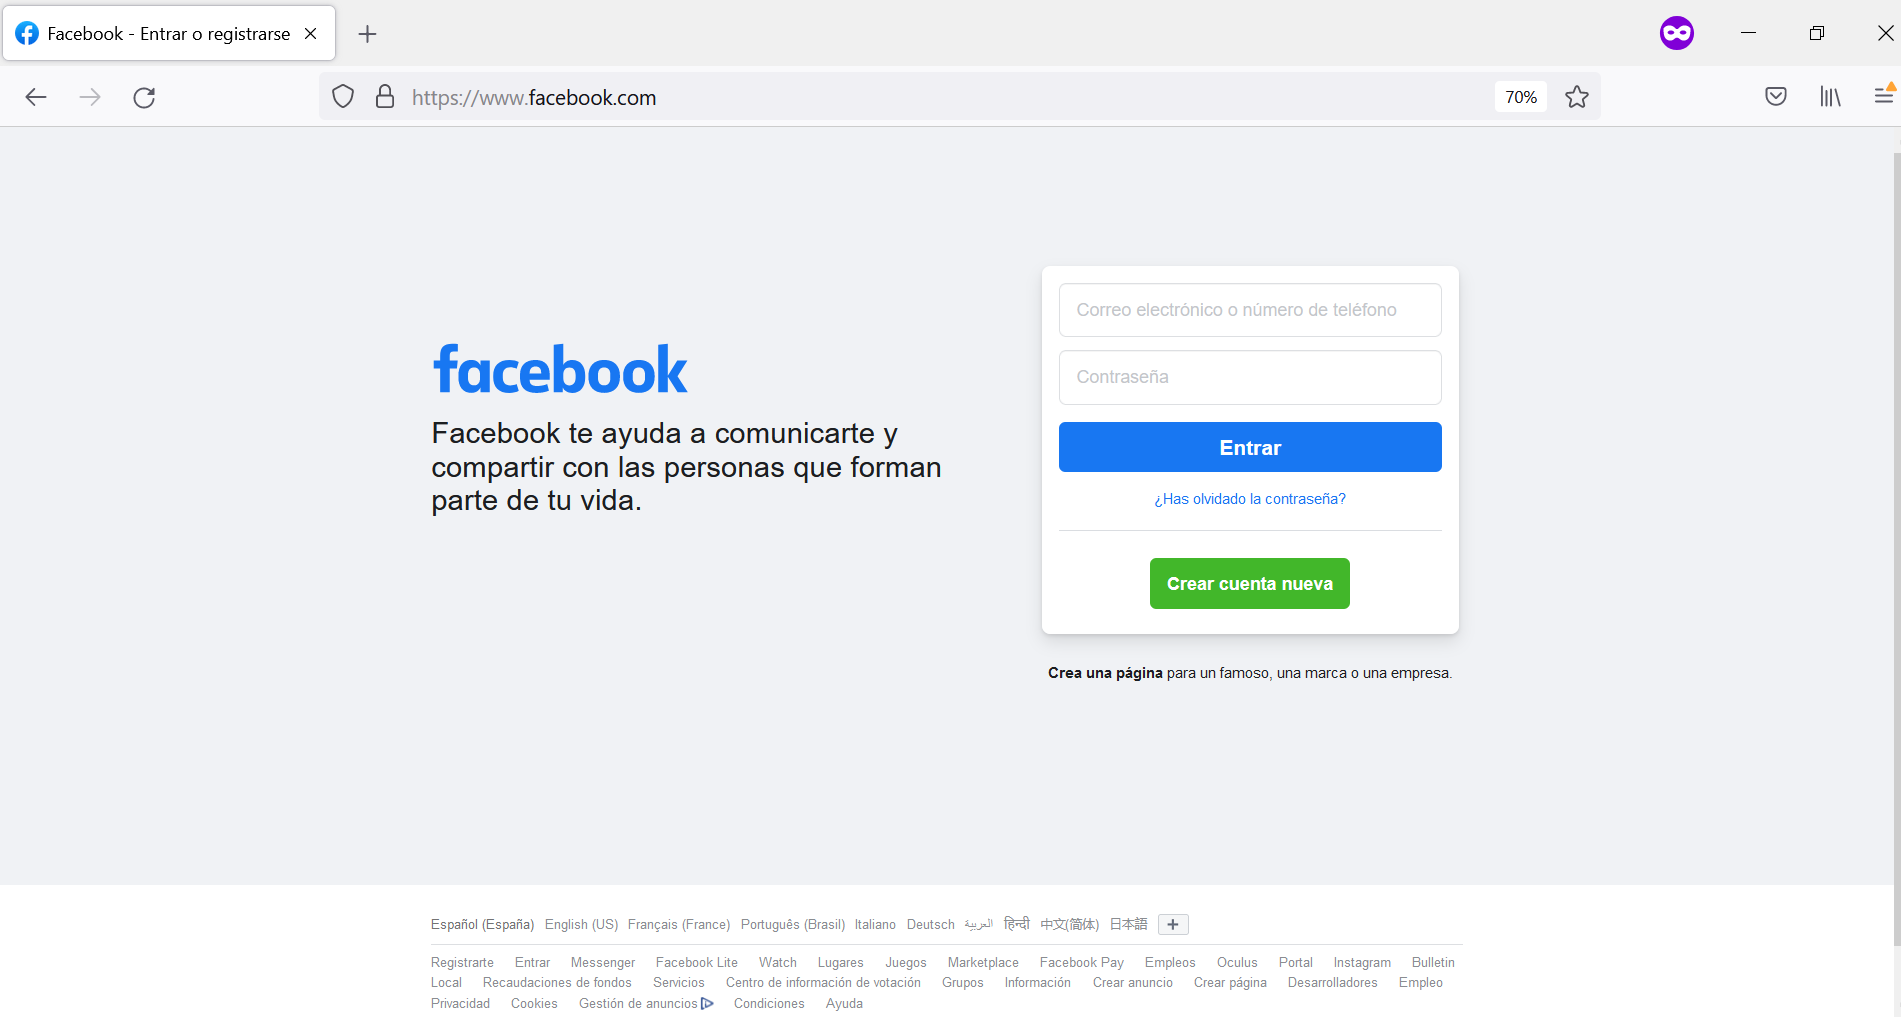 Facebook - Entrar o registrarse
https://www.facebook.com
70%
facebook
Facebook te ayuda a comunicarte y
compartir con las personas que forman
parte de tu vida.
Correo electrónico o número de teléfono
Contraseña
Entrar
¿Has olvidado la contraseña?
Crear cuenta nueva
Crea una página para un famoso, una marca o una empresa.
Español (España) English (US) Français (France) Português (Brasil) Italiano Deutsch العربية हिन्दी 中文(简体) 日本語
Registrarte Entrar Messenger Facebook Lite Watch Lugares Juegos Marketplace Facebook Pay Empleos Oculus Portal Instagram Bulletin
Local Recaudaciones de fondos Servicios Centro de información de votación Grupos Información Crear anuncio Crear página Desarrolladores Empleo
Privacidad Cookies Gestión de anuncios Condiciones Ayuda